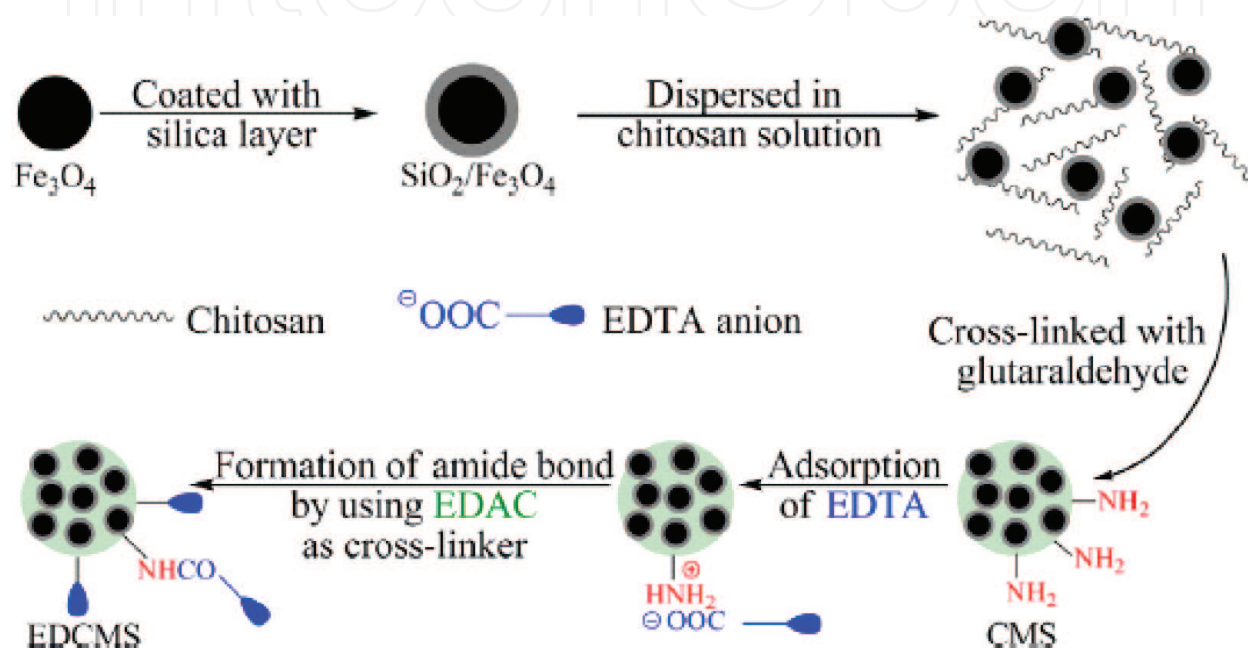 Coated with
silica layer
Fe₃O₄
SiO₂/Fe₃O₄
Dispersed in
chitosan solution
Chitosan
⊖OOC
EDTA anion
Cross-linked with
glutaraldehyde
Formation of amide bond
by using EDAC
as cross-linker
Adsorption
of EDTA
NH₂
NH₂
NH₂
NHCO
⊕
HNH₂
⊖OOC
EDCMS
CMS